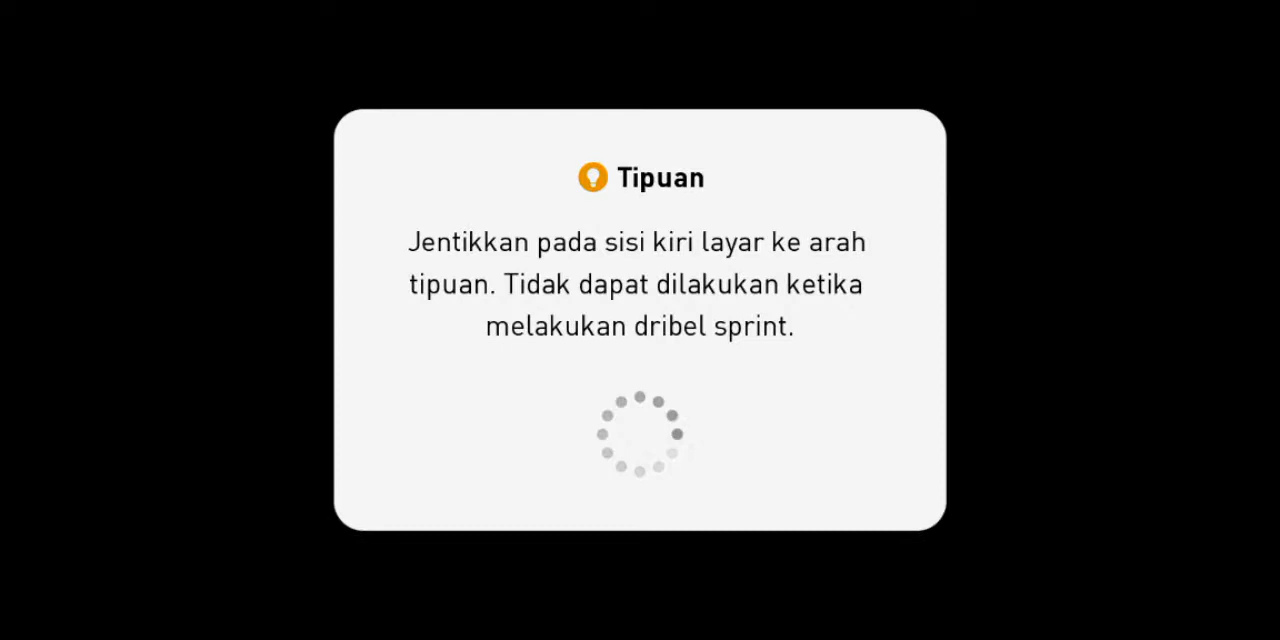 Tipuan
Jentikkan pada sisi kiri layar ke arah
tipuan. Tidak dapat dilakukan ketika
melakukan dribel sprint.